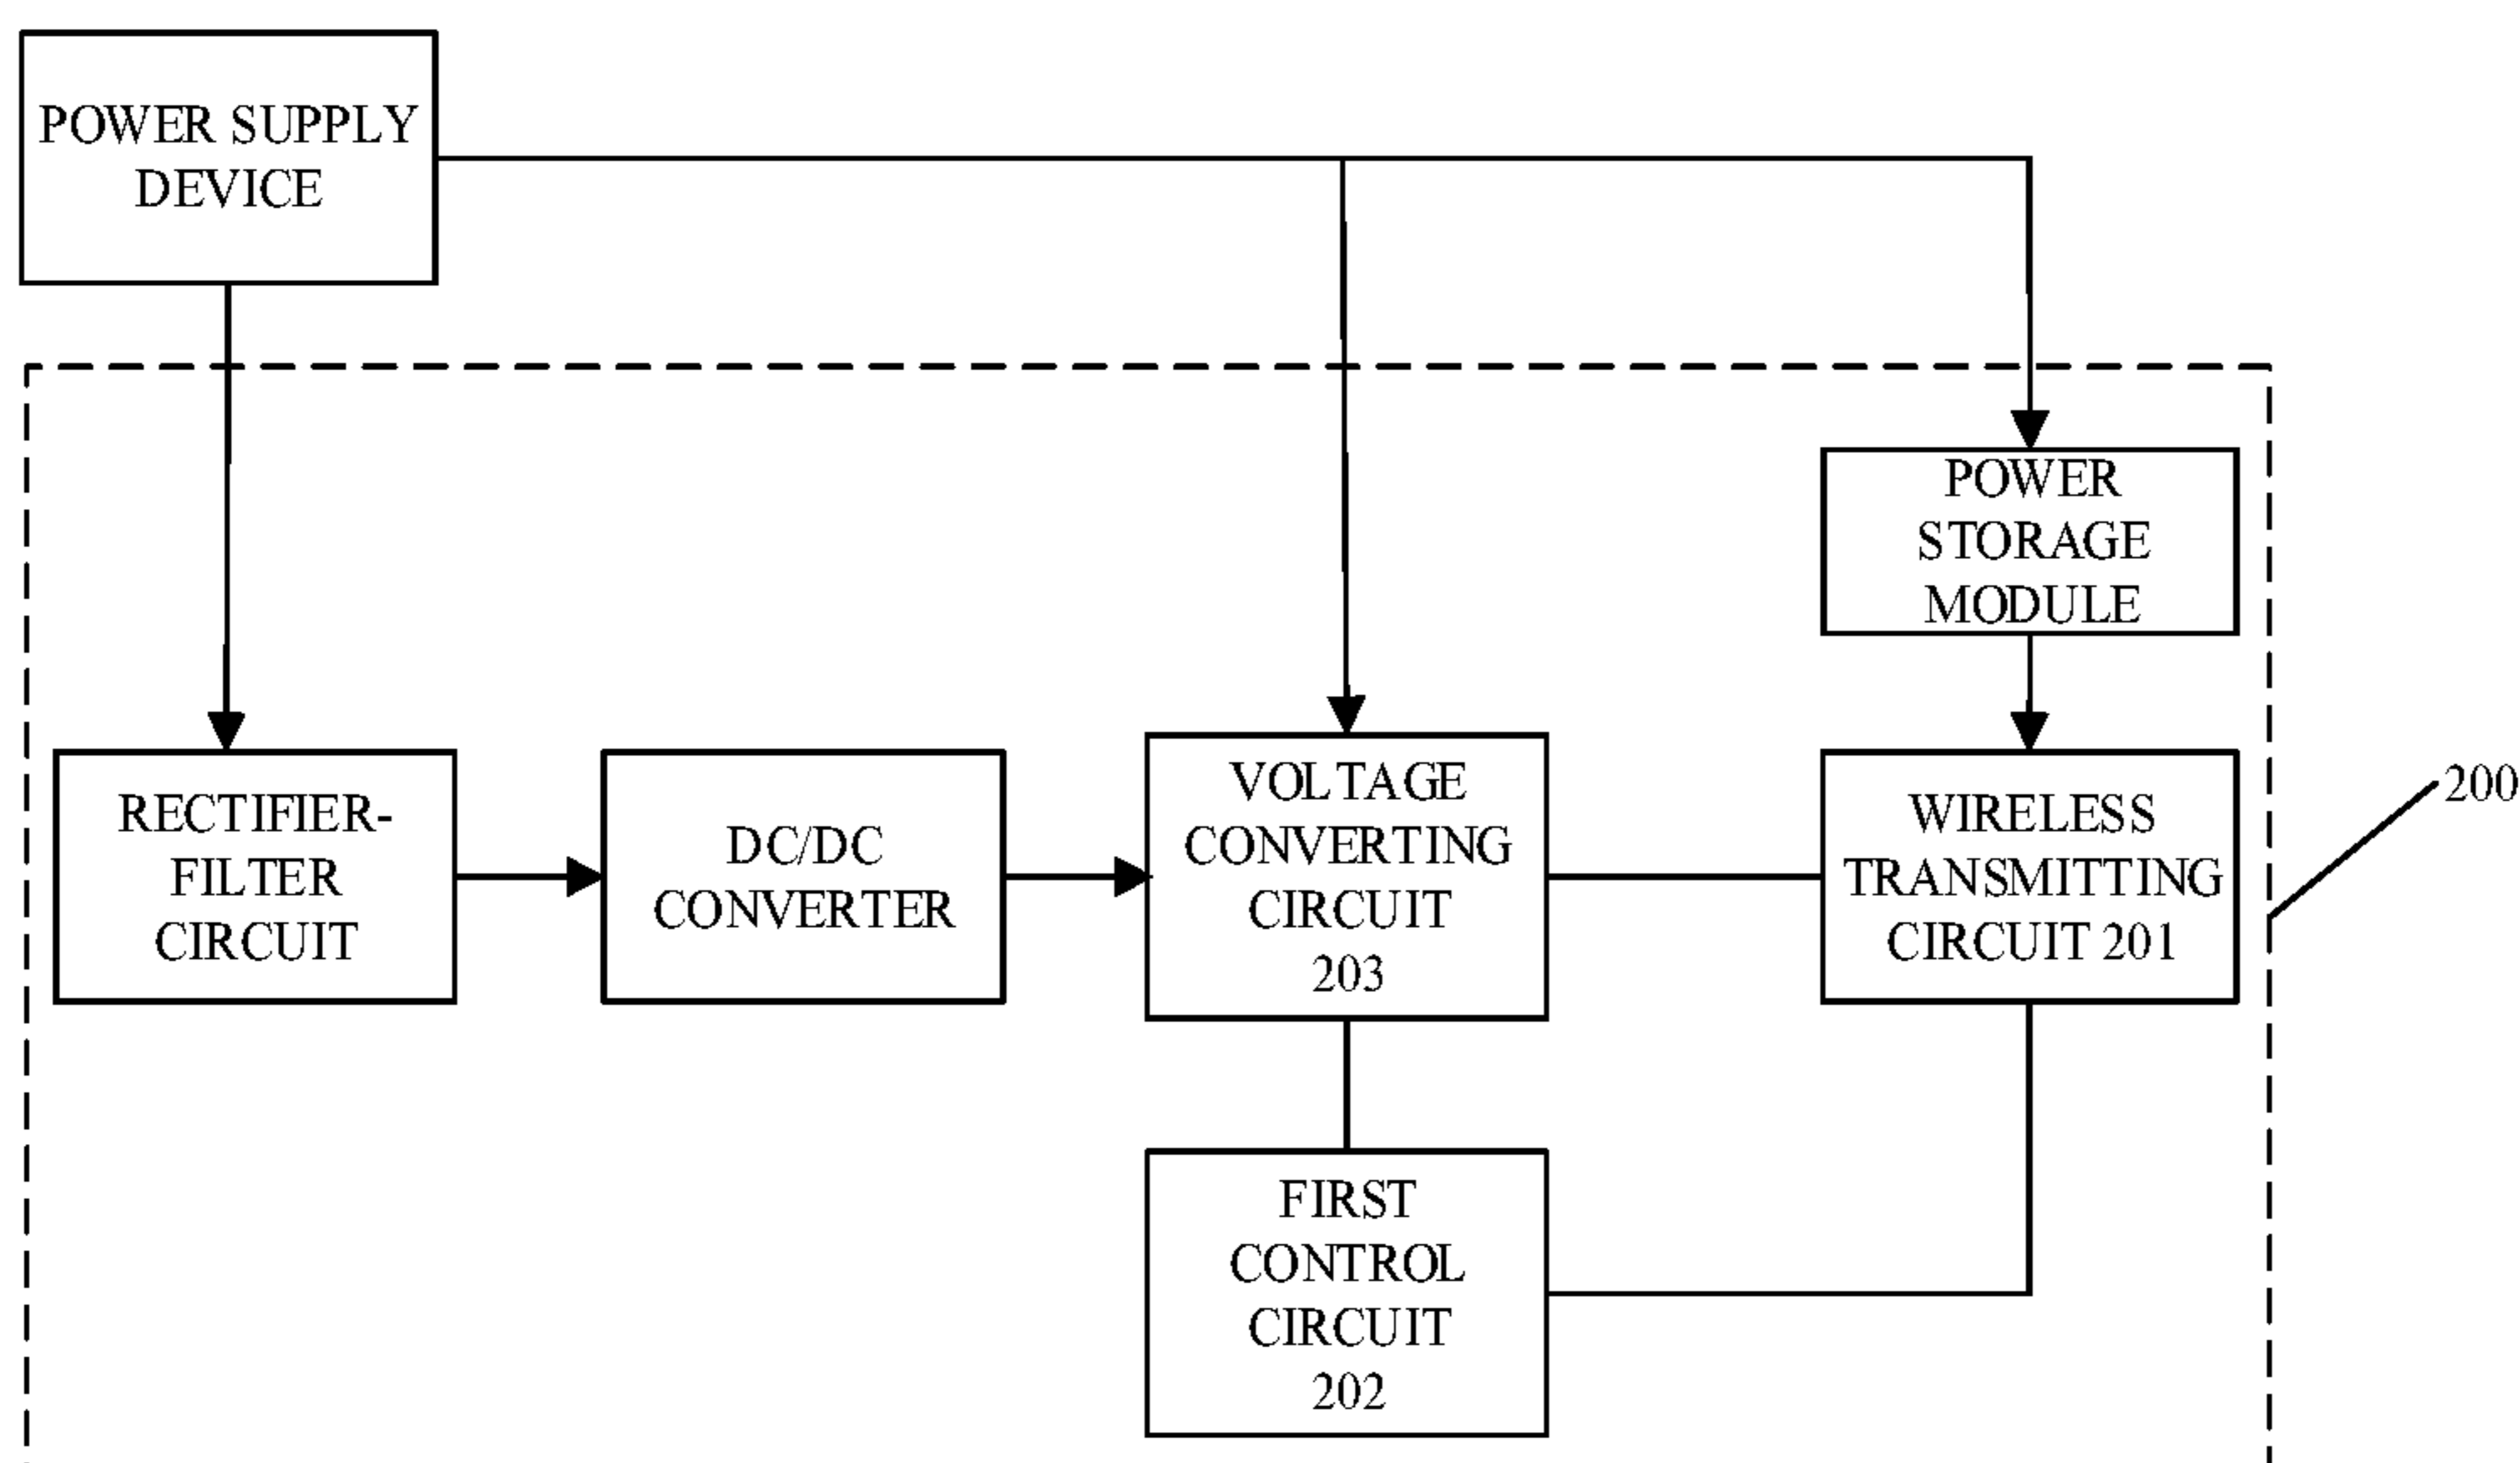 POWER SUPPLY
DEVICE
POWER
STORAGE
MODULE
RECTIFIER-
FILTER
CIRCUIT
DC/DC
CONVERTER
VOLTAGE
CONVERTING
CIRCUIT
203
WIRELESS
TRANSMITTING
CIRCUIT 201
200
FIRST
CONTROL
CIRCUIT
202